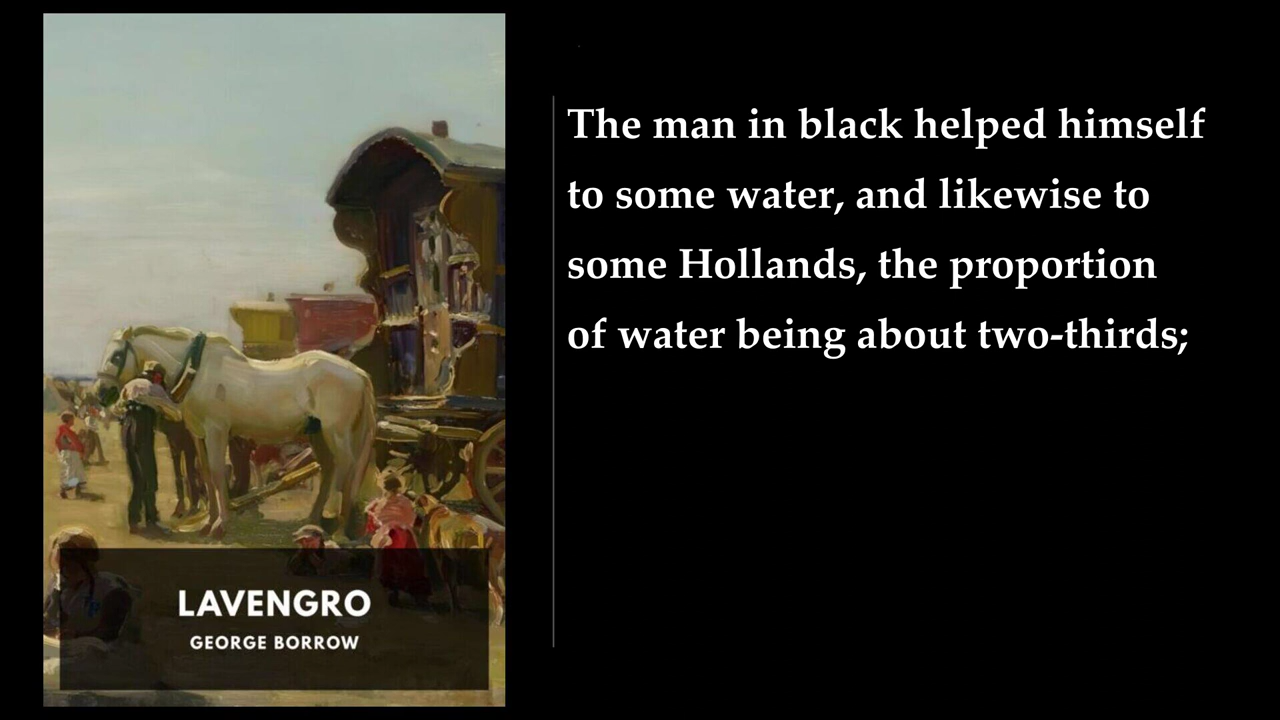 The man in black helped himself
to some water, and likewise to
some Hollands, the proportion
of water being about two-thirds;
LAVENGRO
GEORGE BORROW